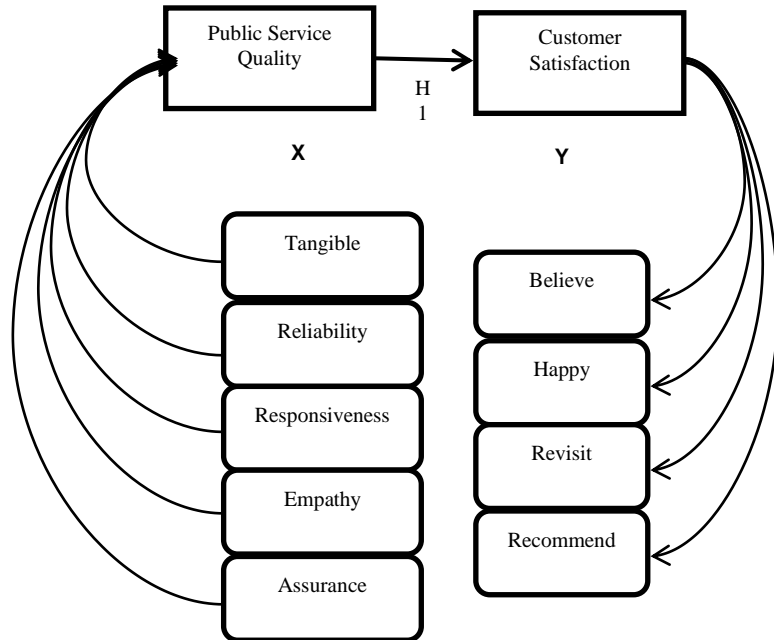 Public Service
Quality
Customer
Satisfaction
H
1
X
Y
Tangible
Reliability
Responsiveness
Empathy
Assurance
Believe
Happy
Revisit
Recommend